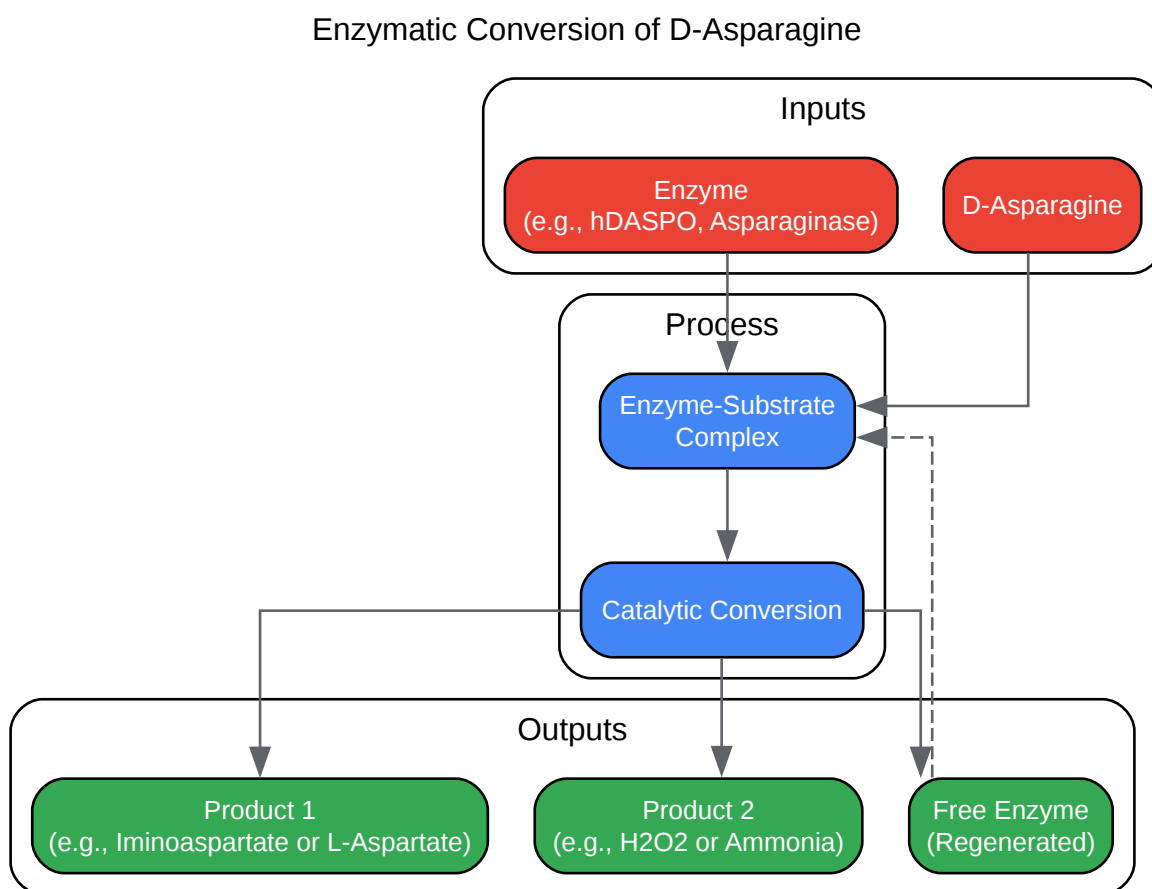 Enzymatic Conversion of D-Asparagine
Inputs
Enzyme
(e.g., hDASPO, Asparaginase)
D-Asparagine
Process
Enzyme-Substrate
Complex
Catalytic Conversion
Outputs
Product 1
(e.g., Iminoaspartate or L-Aspartate)
Product 2
(e.g., H2O2 or Ammonia)
Free Enzyme
(Regenerated)